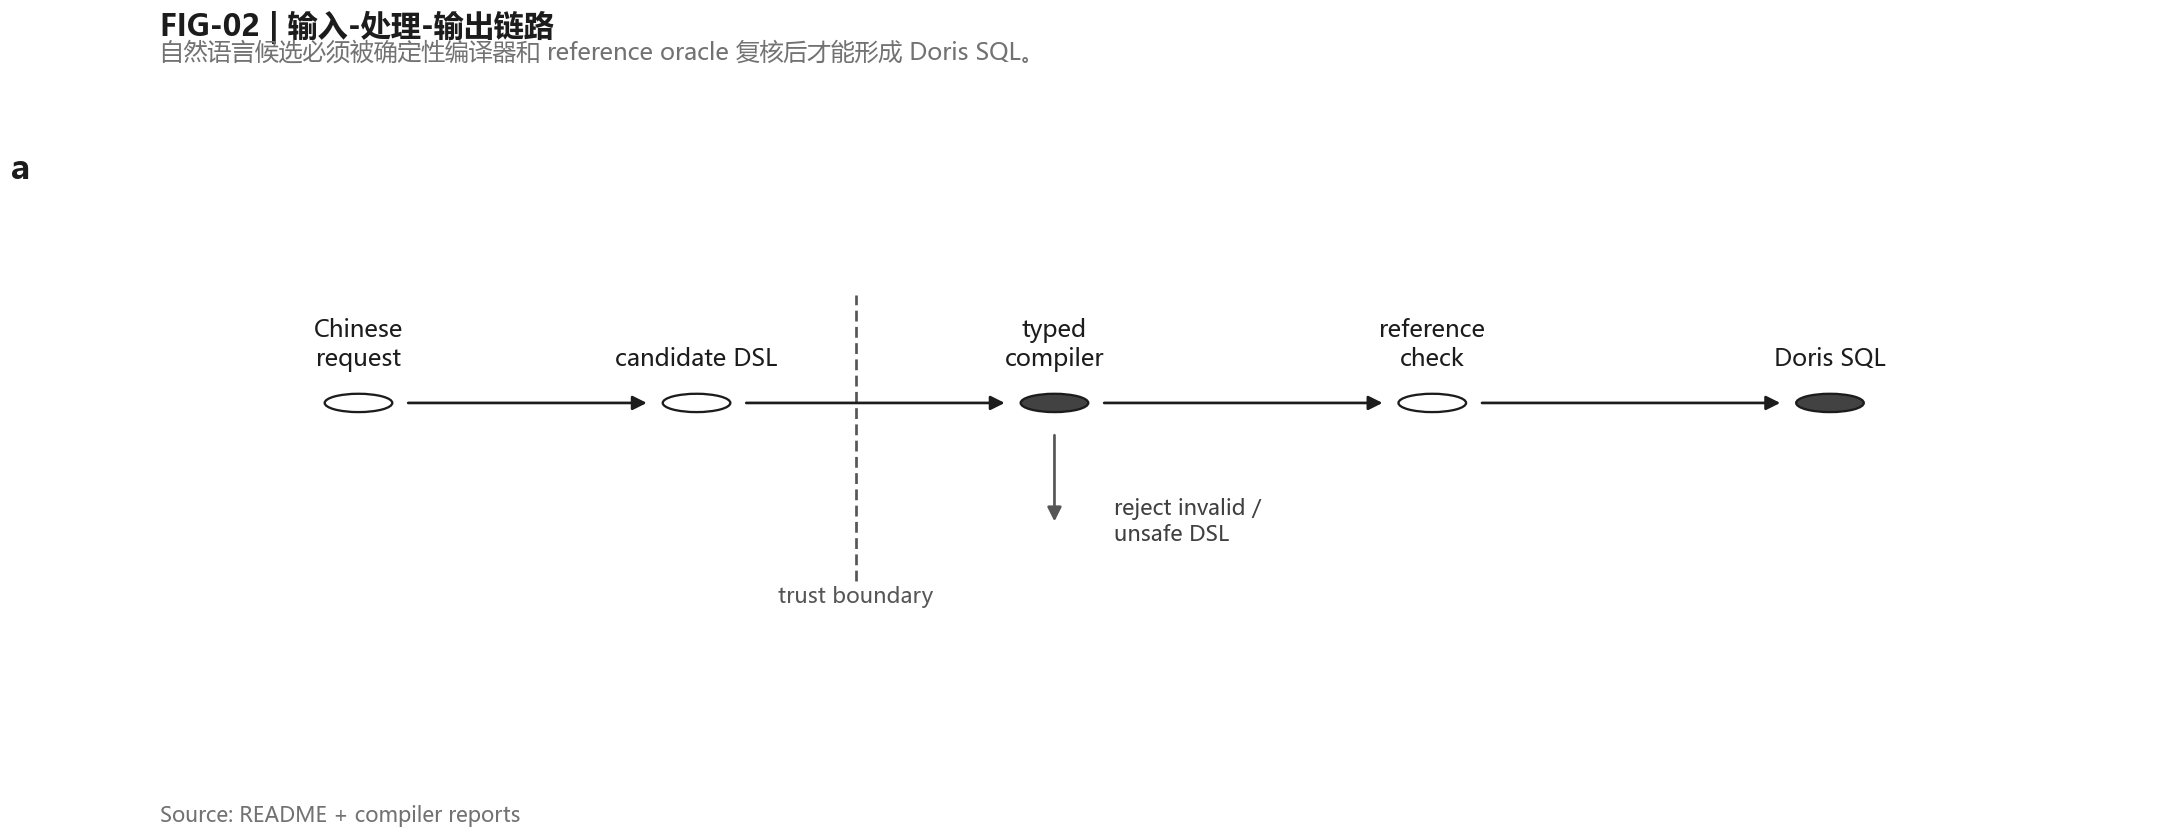 FIG-02 | 输入-处理-输出链路
自然语言候选必须被确定性编译器和 reference oracle 复核后才能形成 Doris SQL。
a
Chinese
request
candidate DSL
typed
compiler
reference
check
Doris SQL
reject invalid /
unsafe DSL
trust boundary
Source: README + compiler reports